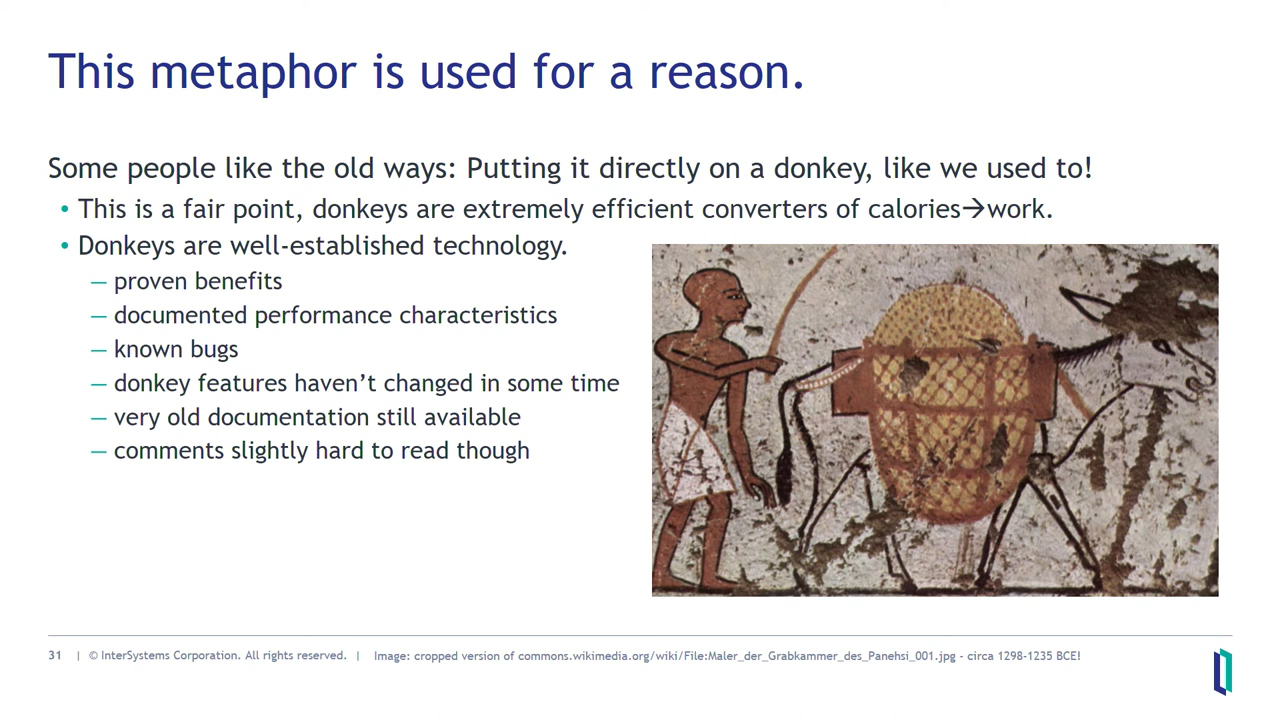 This metaphor is used for a reason.
Some people like the old ways: Putting it directly on a donkey, like we used to!
• This is a fair point, donkeys are extremely efficient converters of calories→work.
• Donkeys are well-established technology.
— proven benefits
— documented performance characteristics
— known bugs
— donkey features haven't changed in some time
— very old documentation still available
— comments slightly hard to read though
31 | © InterSystems Corporation. All rights reserved. | Image: cropped version of commons.wikimedia.org/wiki/File:Maler_der_Grabkammer_des_Panehsi_001.jpg - circa 1298-1235 BCE!